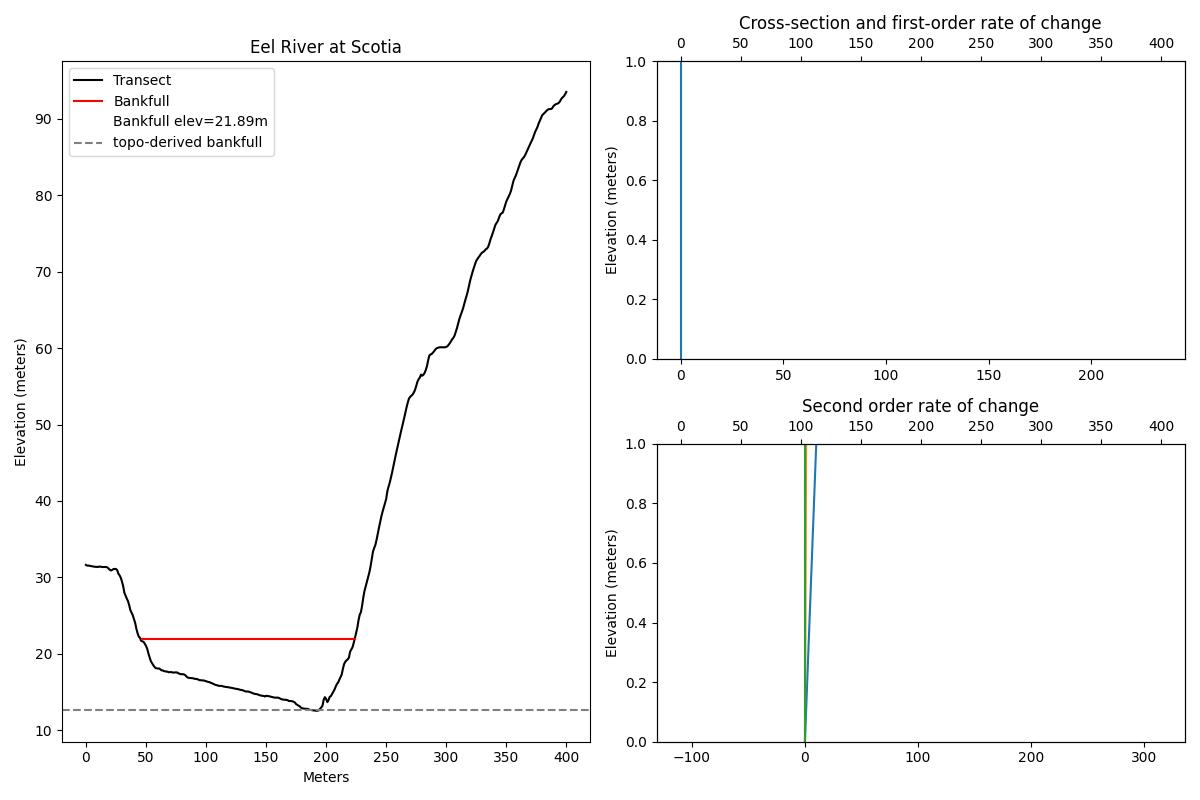 Eel River at Scotia
Transect
Bankfull
Bankfull elev=21.89m
topo-derived bankfull
Elevation (meters)
90
80
70
60
50
40
30
20
10
0 50 100 150 200 250 300 350 400
Meters
Cross-section and first-order rate of change
0 50 100 150 200 250 300 350 400
Elevation (meters)
1.0
0.8
0.6
0.4
0.2
0.0
0 50 100 150 200
Second order rate of change
0 50 100 150 200 250 300 350 400
Elevation (meters)
1.0
0.8
0.6
0.4
0.2
0.0
−100 0 100 200 300